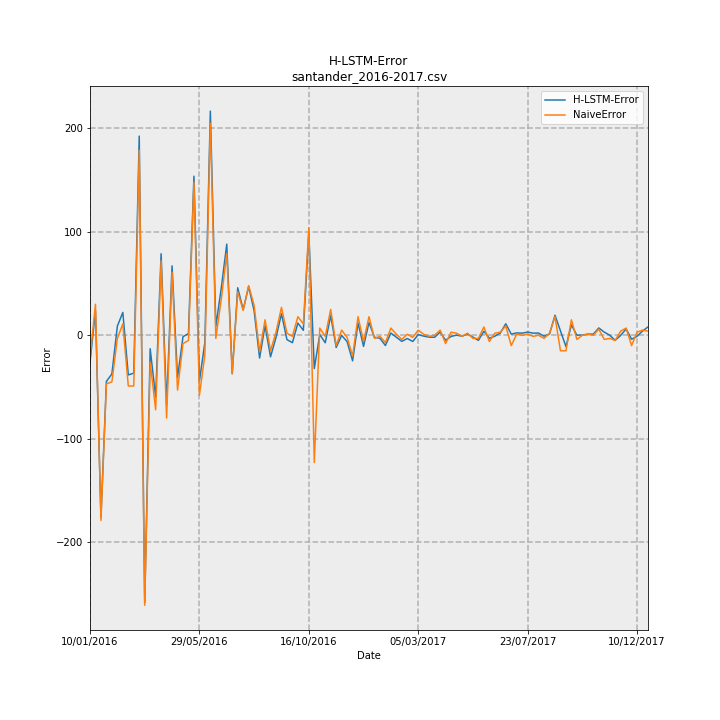 H-LSTM-Error
santander_2016-2017.csv
H-LSTM-Error
NaiveError
200
100
0
−100
−200
Error
10/01/2016 29/05/2016 16/10/2016 05/03/2017 23/07/2017 10/12/2017
Date